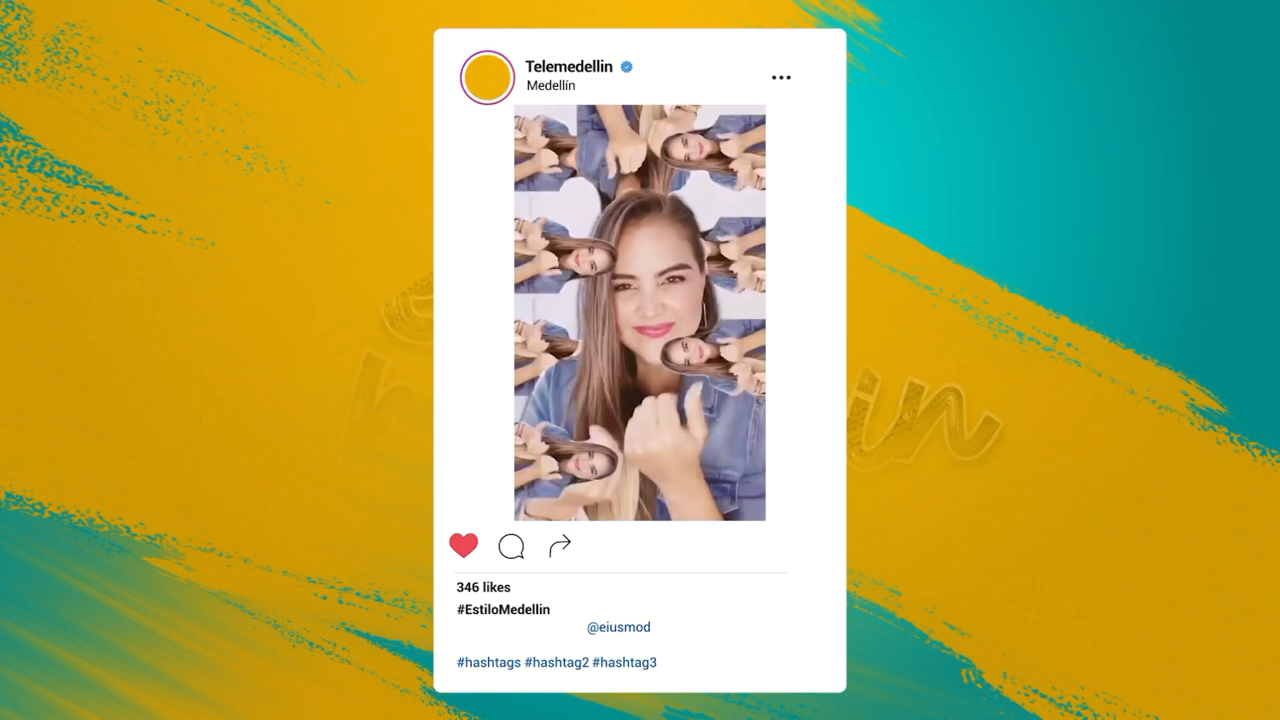 Telemedellin
Medellín
346 likes
#EstiloMedellin
@eiusmod
#hashtags #hashtag2 #hashtag3